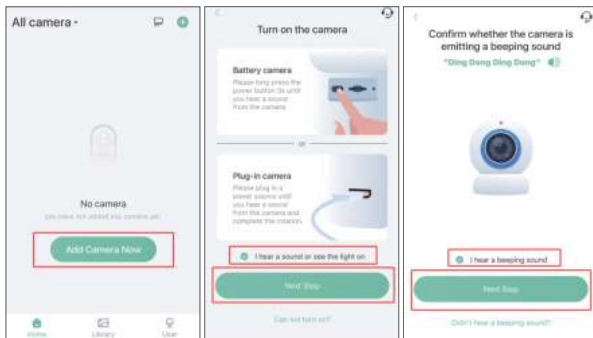 All camera
No camera
you have not added any camera yet
Add Camera Now
Home
Library
User
Turn on the camera
Battery camera
Please long press the
power button 3s until
you hear a sound
from the camera
or
Plug-in camera
Please plug in a
power source until
you hear a sound
from the camera and
complete the rotation
I hear a sound or see the light on
Next Step
Can not turn on?
Confirm whether the camera is
emitting a beeping sound
"Ding Dong Ding Dong"
I hear a beeping sound
Next Step
Didn't hear a beeping sound?